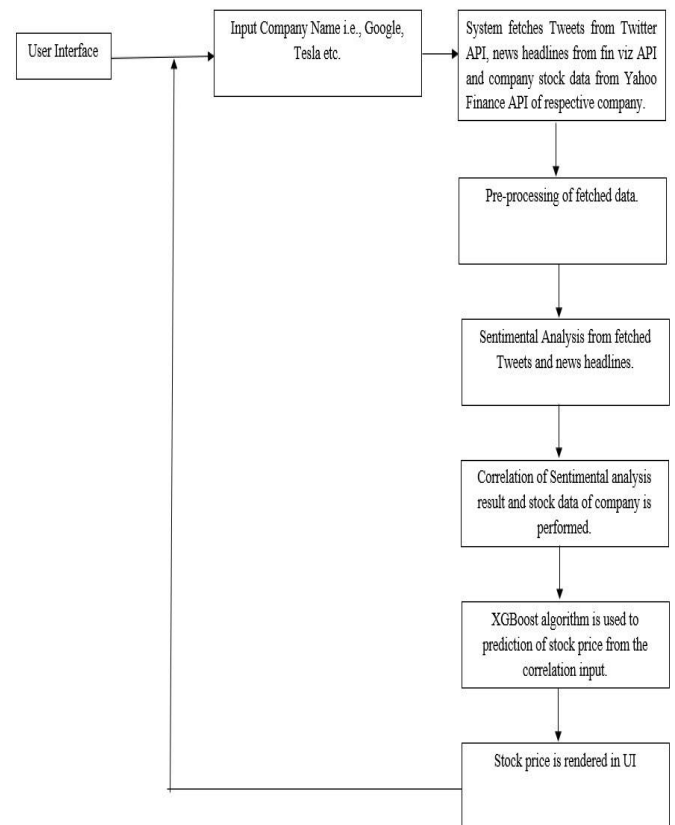 User Interface
Input Company Name i.e., Google,
Tesla etc.
System fetches Tweets from Twitter
API, news headlines from fin viz API
and company stock data from Yahoo
Finance API of respective company.
Pre-processing of fetched data.
Sentimental Analysis from fetched
Tweets and news headlines.
Correlation of Sentimental analysis
result and stock data of company is
performed.
XGBoost algorithm is used to
prediction of stock price from the
correlation input.
Stock price is rendered in UI